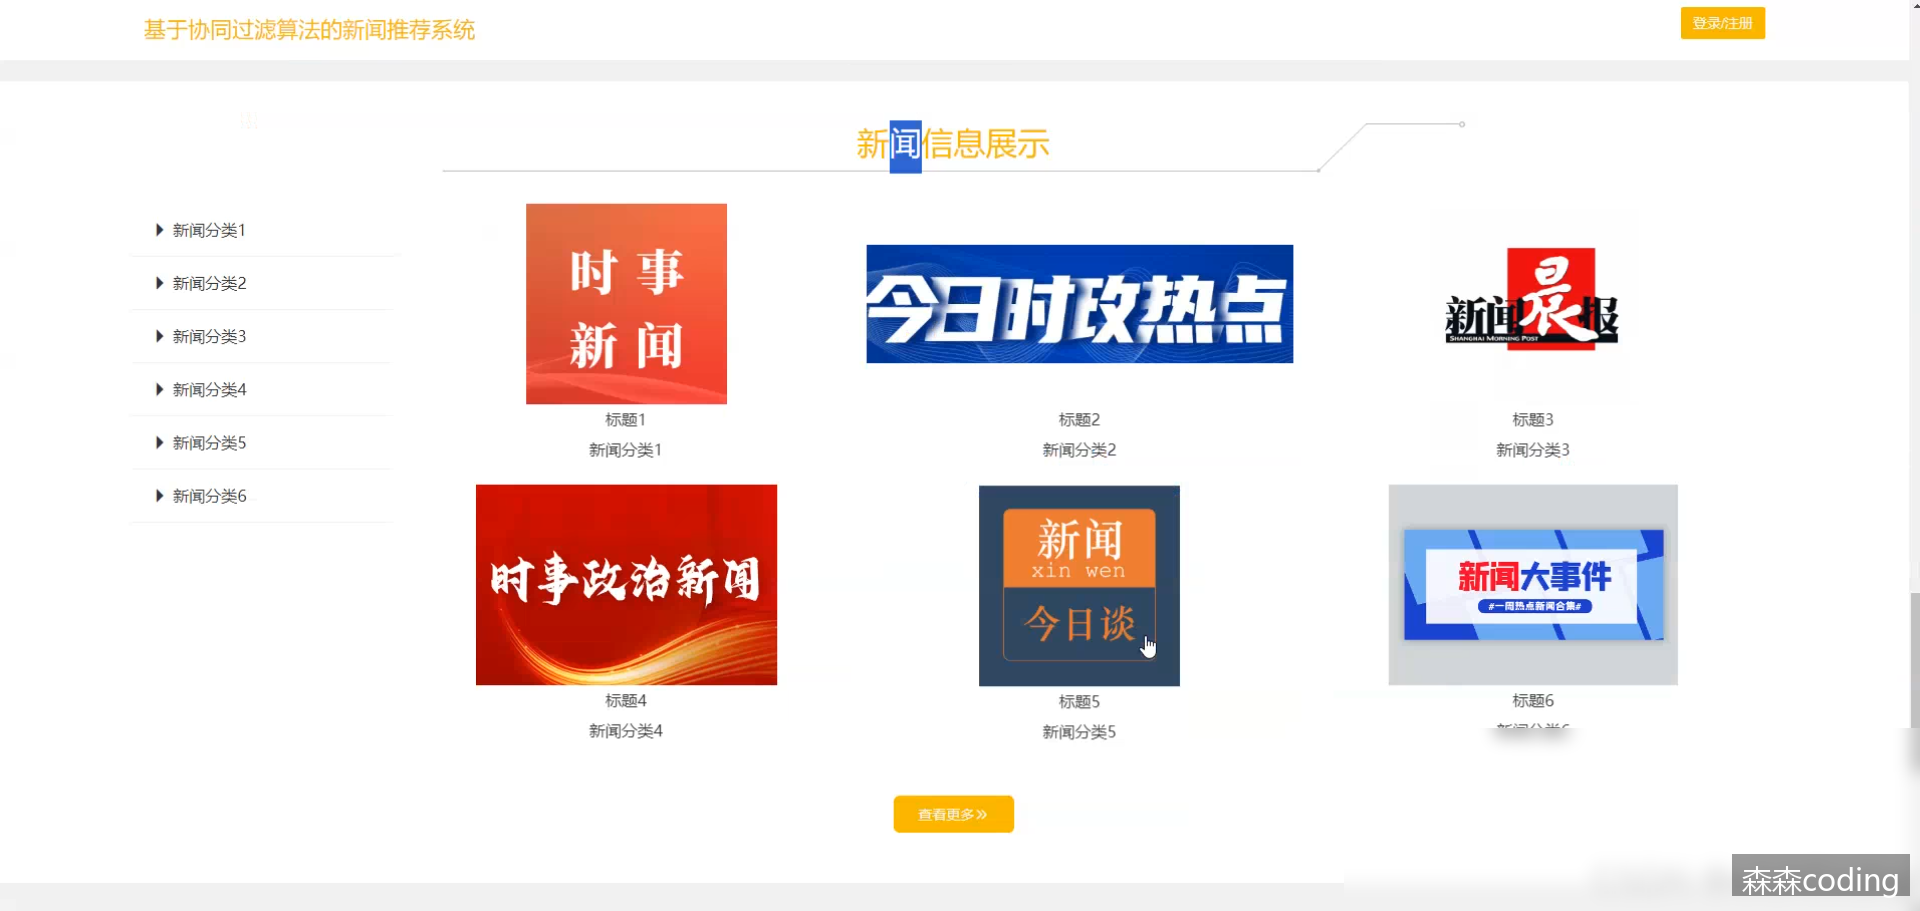 基于协同过滤算法的新闻推荐系统
登录/注册
新闻信息展示
新闻分类1
新闻分类2
新闻分类3
新闻分类4
新闻分类5
新闻分类6
时事
新闻
标题1
新闻分类1
今日时政热点
标题2
新闻分类2
新闻晨报
SHANGHAI MORNING POST
标题3
新闻分类3
时事政治新闻
标题4
新闻分类4
新闻
xin wen
今日谈
标题5
新闻分类5
新闻大事件
#一周热点新闻合集#
标题6
查看更多»
森森coding